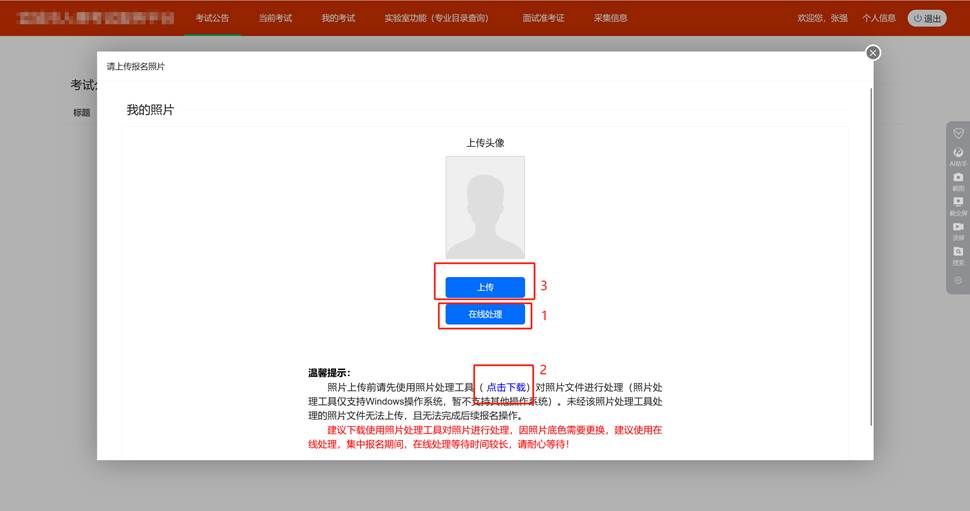 考试公告 当前考试 我的考试 实验室功能（专业目录查询） 面试准考证 采集信息 欢迎您，张强 个人信息 退出
请上传报名照片
考试公
标题
我的照片
上传头像
上传
3
在线处理
1
2
温馨提示：
照片上传前请先使用照片处理工具（ 点击下载）对照片文件进行处理（照片处
理工具仅支持Windows操作系统，暂不支持其他操作系统）。未经该照片处理工具处
理的照片文件无法上传，且无法完成后续报名操作。
建议下载使用照片处理工具对照片进行处理，因照片底色需要更换，建议使用在
线处理，集中报名期间，在线处理等待时间较长，请耐心等待！
AI助手
截图
搜索